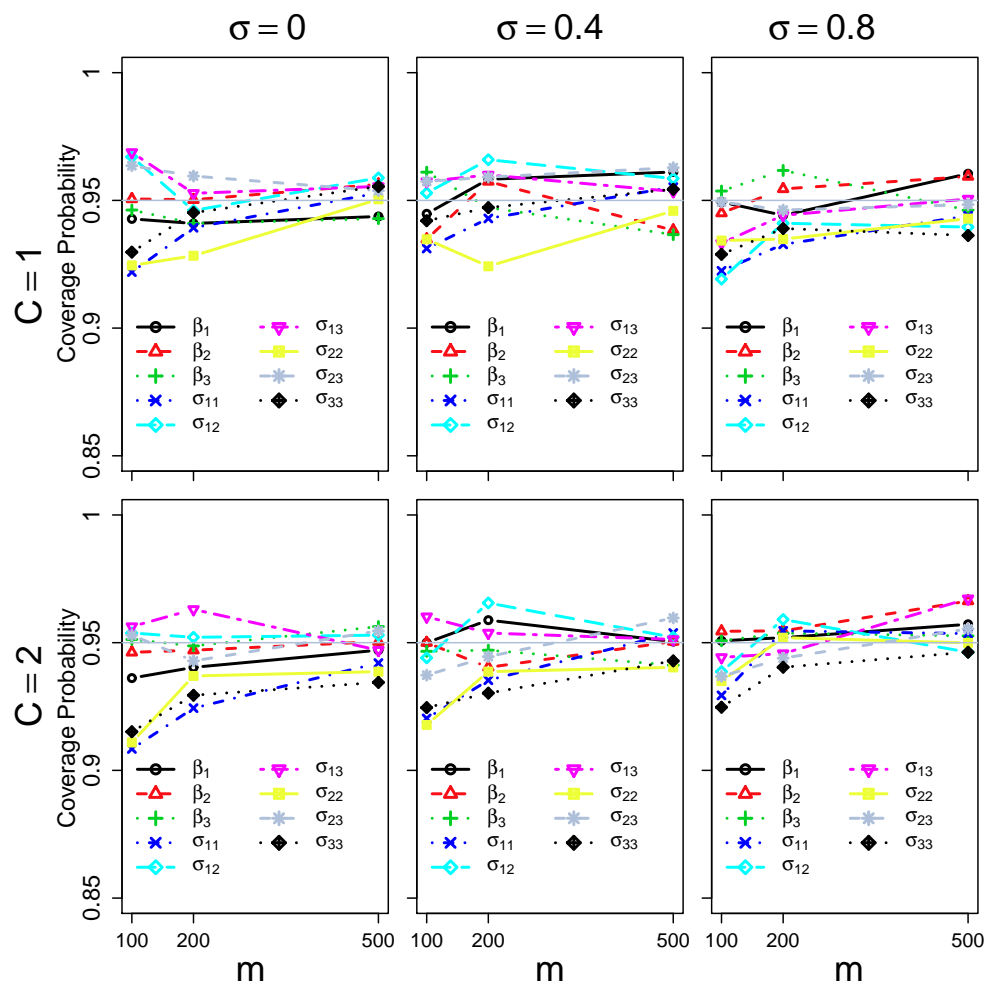 σ = 0 σ = 0.4 σ = 0.8
C = 1
Coverage Probability
1
0.95
0.9
0.85
β1 σ13
β2 σ22
β3 σ23
σ11 σ33
σ12
β1 σ13
β2 σ22
β3 σ23
σ11 σ33
σ12
β1 σ13
β2 σ22
β3 σ23
σ11 σ33
σ12
C = 2
Coverage Probability
1
0.95
0.9
0.85
β1 σ13
β2 σ22
β3 σ23
σ11 σ33
σ12
β1 σ13
β2 σ22
β3 σ23
σ11 σ33
σ12
β1 σ13
β2 σ22
β3 σ23
σ11 σ33
σ12
100 200 500 100 200 500 100 200 500
m m m